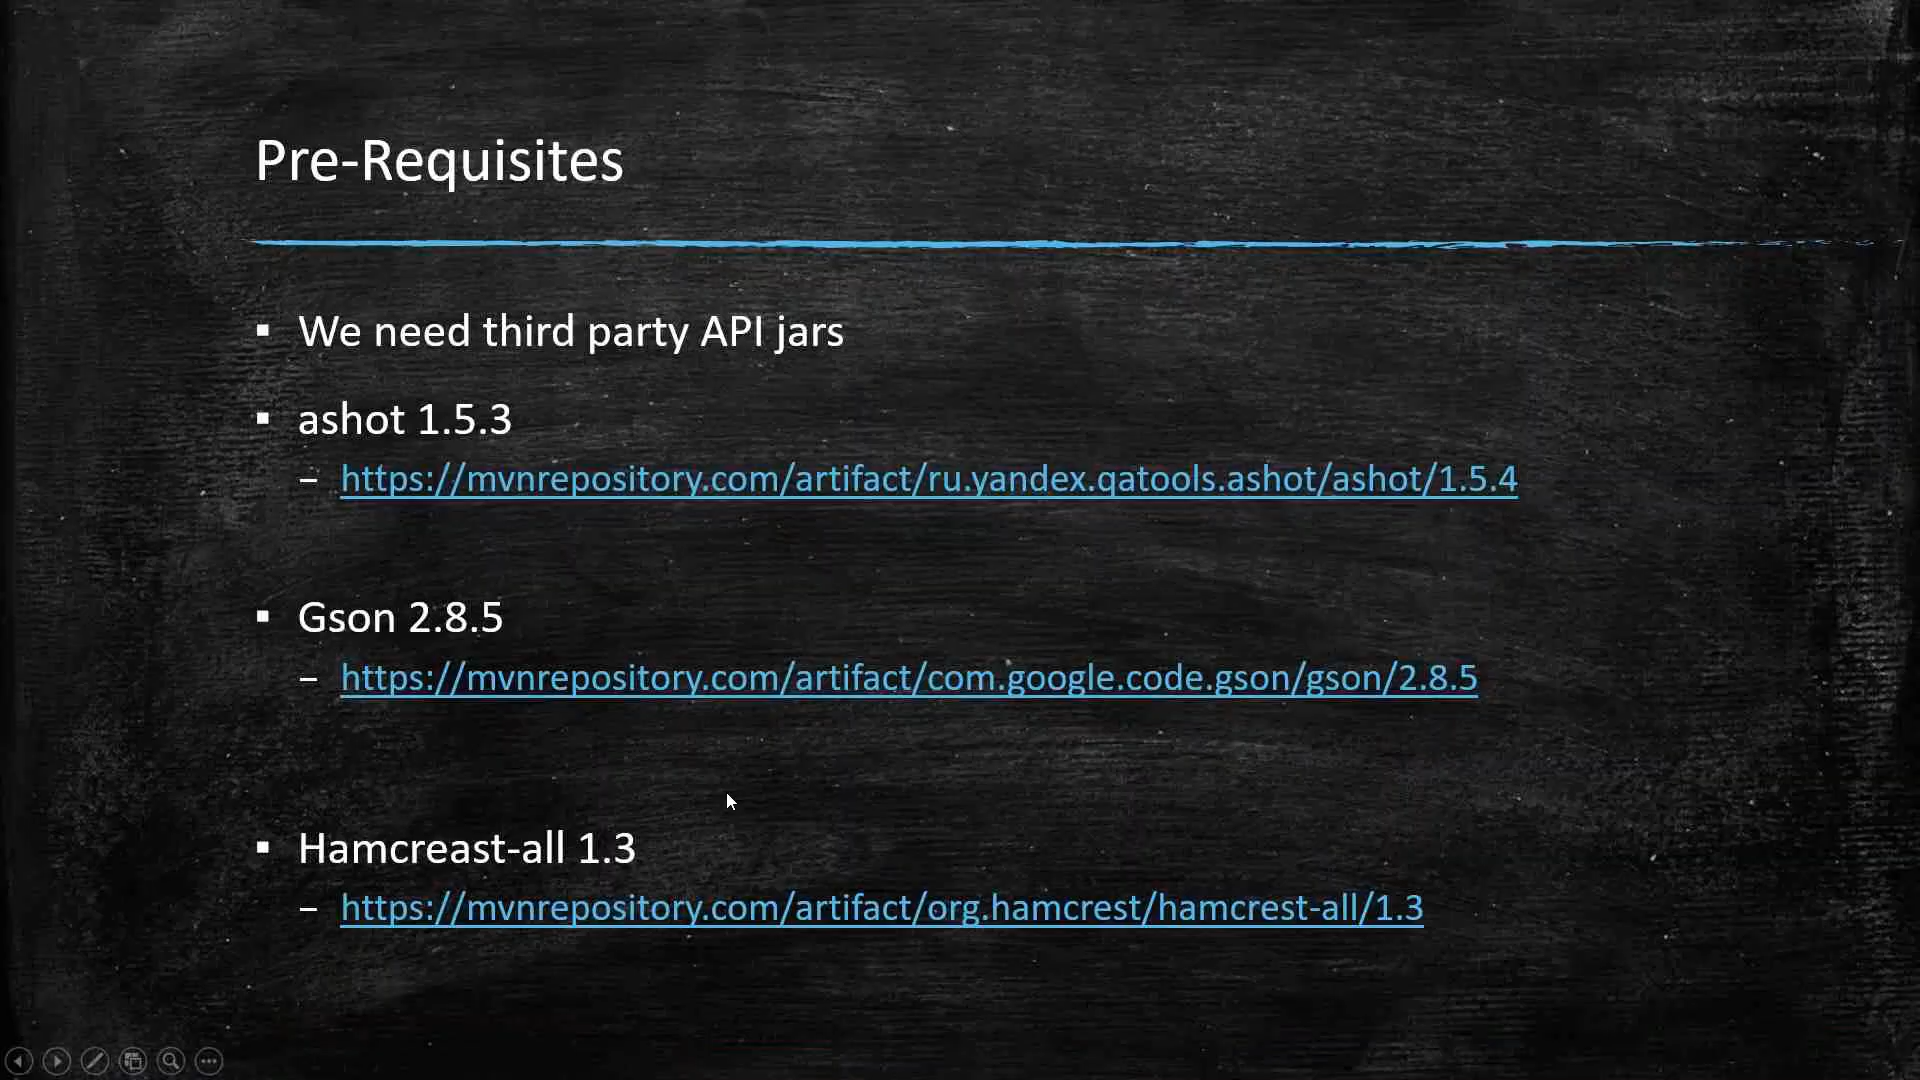 Pre-Requisites
▪ We need third party API jars
▪ ashot 1.5.3
– https://mvnrepository.com/artifact/ru.yandex.qatools.ashot/ashot/1.5.4
▪ Gson 2.8.5
– https://mvnrepository.com/artifact/com.google.code.gson/gson/2.8.5
▪ Hamcreast-all 1.3
– https://mvnrepository.com/artifact/org.hamcrest/hamcrest-all/1.3